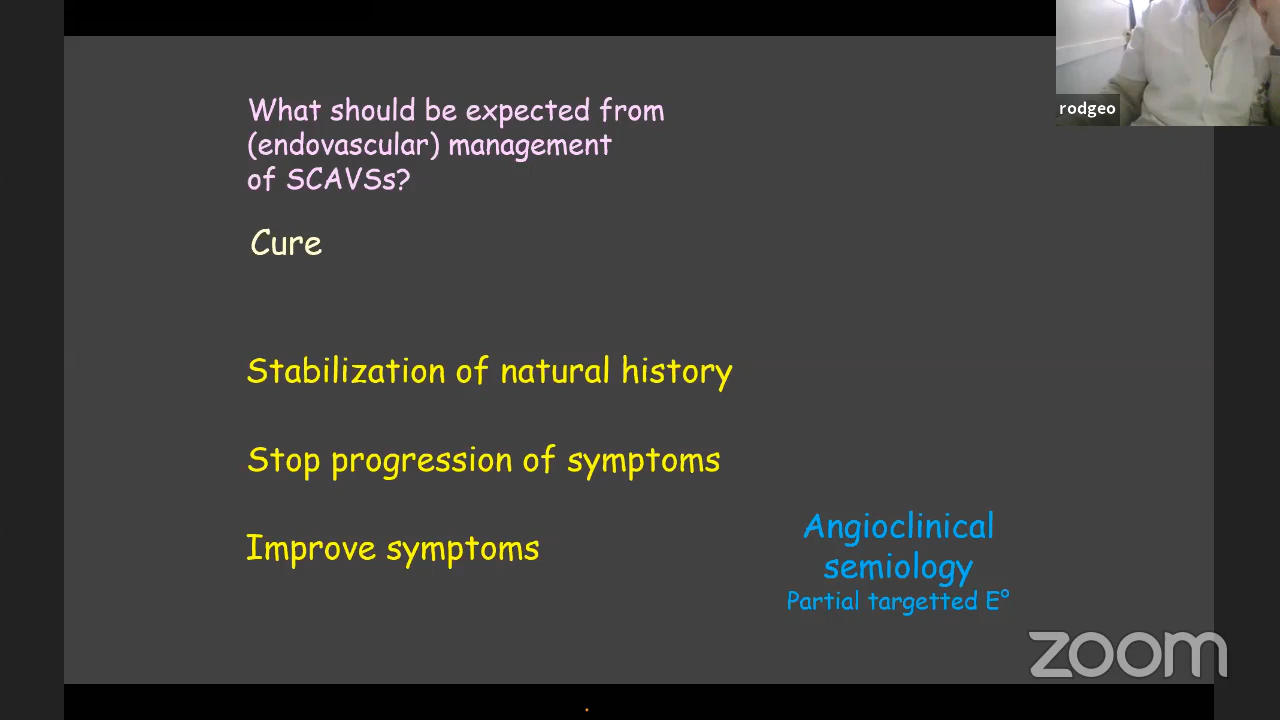 What should be expected from
(endovascular) management
of SCAVSs?
Cure
Stabilization of natural history
Stop progression of symptoms
Improve symptoms
Angioclinical
semiology
Partial targetted E°
rodgeo
zoom